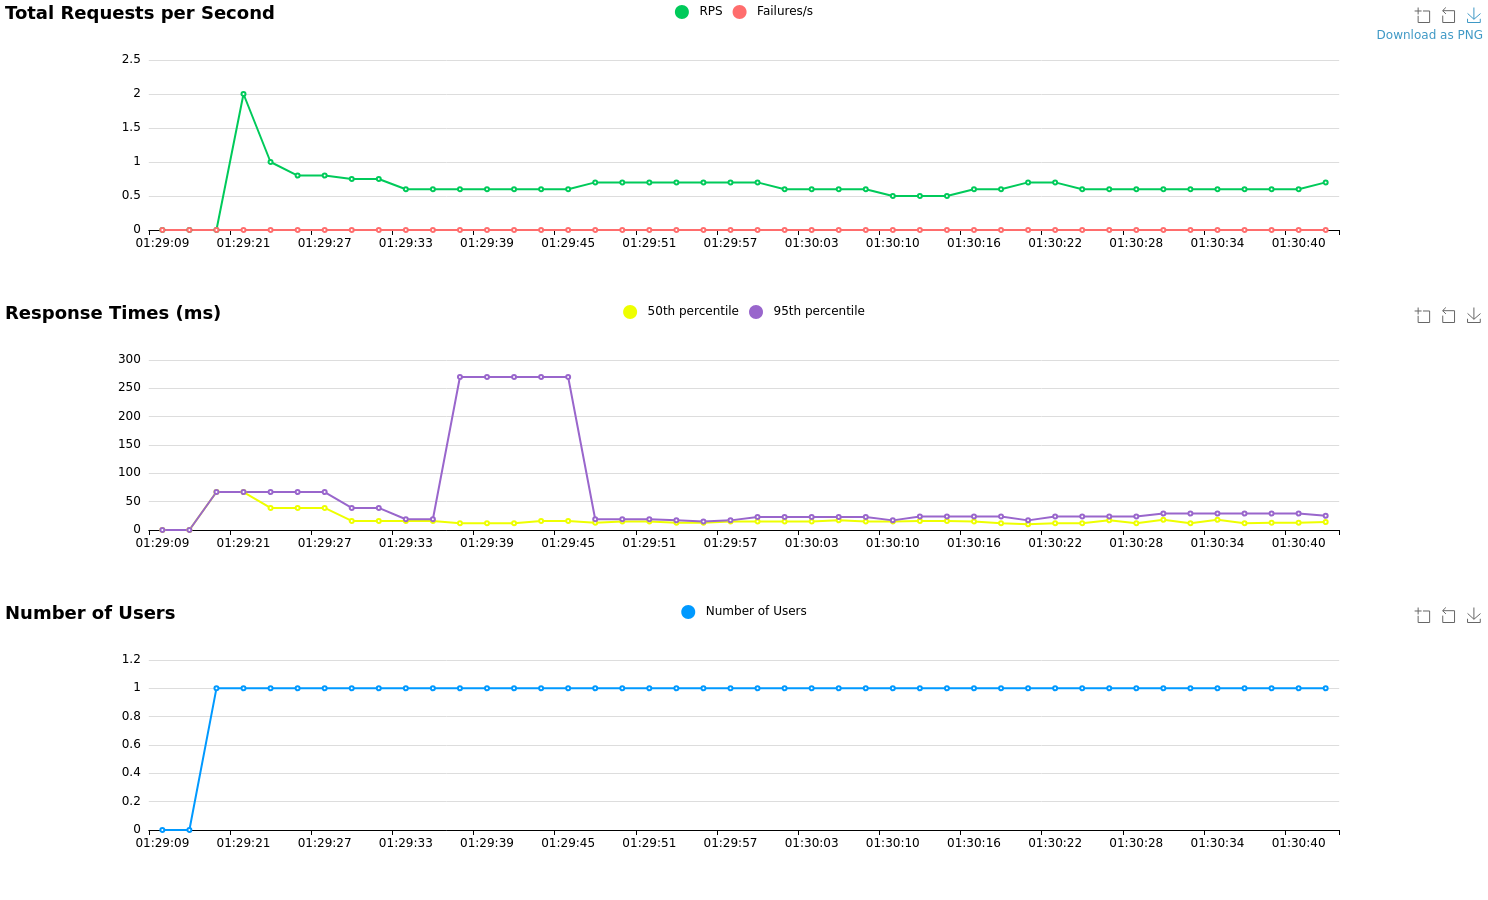 Total Requests per Second
RPS Failures/s
Download as PNG
2.5
2
1.5
1
0.5
0
01:29:09 01:29:21 01:29:27 01:29:33 01:29:39 01:29:45 01:29:51 01:29:57 01:30:03 01:30:10 01:30:16 01:30:22 01:30:28 01:30:34 01:30:40
Response Times (ms)
50th percentile 95th percentile
300
250
200
150
100
50
0
01:29:09 01:29:21 01:29:27 01:29:33 01:29:39 01:29:45 01:29:51 01:29:57 01:30:03 01:30:10 01:30:16 01:30:22 01:30:28 01:30:34 01:30:40
Number of Users
Number of Users
1.2
1
0.8
0.6
0.4
0.2
0
01:29:09 01:29:21 01:29:27 01:29:33 01:29:39 01:29:45 01:29:51 01:29:57 01:30:03 01:30:10 01:30:16 01:30:22 01:30:28 01:30:34 01:30:40